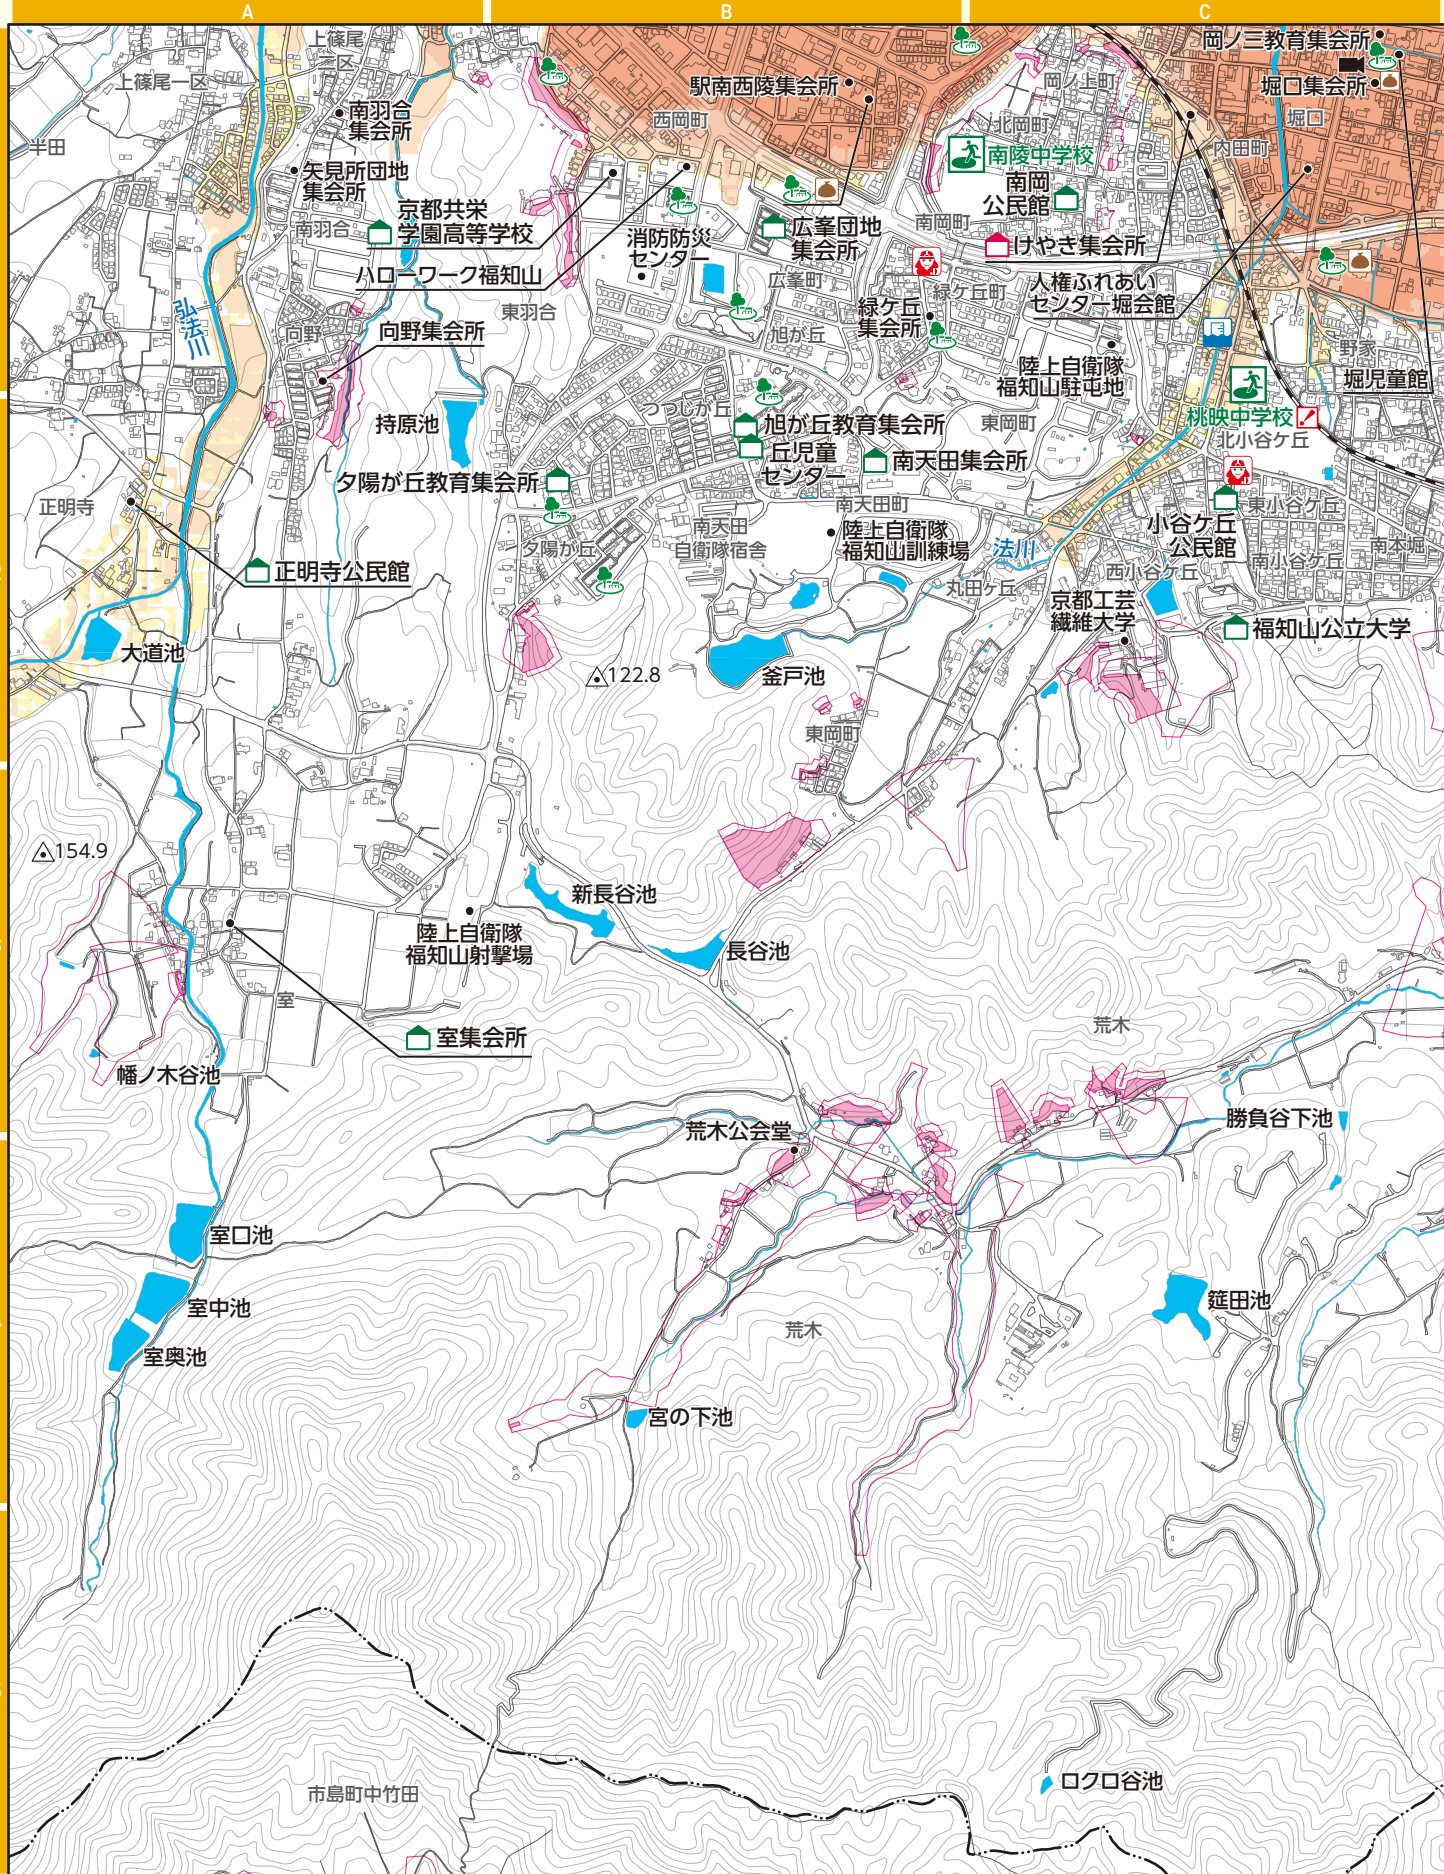 A
B
C
上篠尾
二区
上篠尾一区
半田
南羽合
集会所
矢見所団地
集会所
南羽合
京都共栄
学園高等学校
ハローワーク福知山
弘法川
向野
向野集会所
東羽合
持原池
夕陽が丘教育集会所
正明寺
正明寺公民館
大道池
駅南西陵集会所
西岡町
消防防災
センター
広峯団地
集会所
広峯町
旭が丘
緑ケ丘
集会所
緑ケ丘町
つつじが丘
旭が丘教育集会所
丘児童
センター
南天田集会所
南天田町
南天田
自衛隊宿舎
夕陽が丘
陸上自衛隊
福知山訓練場
丸田ヶ丘
釜戸池
122.8
東岡町
岡ノ三教育集会所
堀口集会所
堀口
岡ノ上町
北岡町
南陵中学校
南岡
公民館
南岡町
けやき集会所
内田町
人権ふれあい
センター堀会館
陸上自衛隊
福知山駐屯地
野家
堀児童館
桃映中学校
北小谷ケ丘
東岡町
東小谷ケ丘
小谷ケ丘
公民館
法川
西小谷ケ丘
南小谷ケ丘
南本堀
京都工芸
繊維大学
福知山公立大学
154.9
新長谷池
長谷池
陸上自衛隊
福知山射撃場
室
室集会所
幡ノ木谷池
荒木
荒木公会堂
勝負谷下池
室口池
室中池
室奥池
荒木
筵田池
宮の下池
ロクロ谷池
市島町中竹田